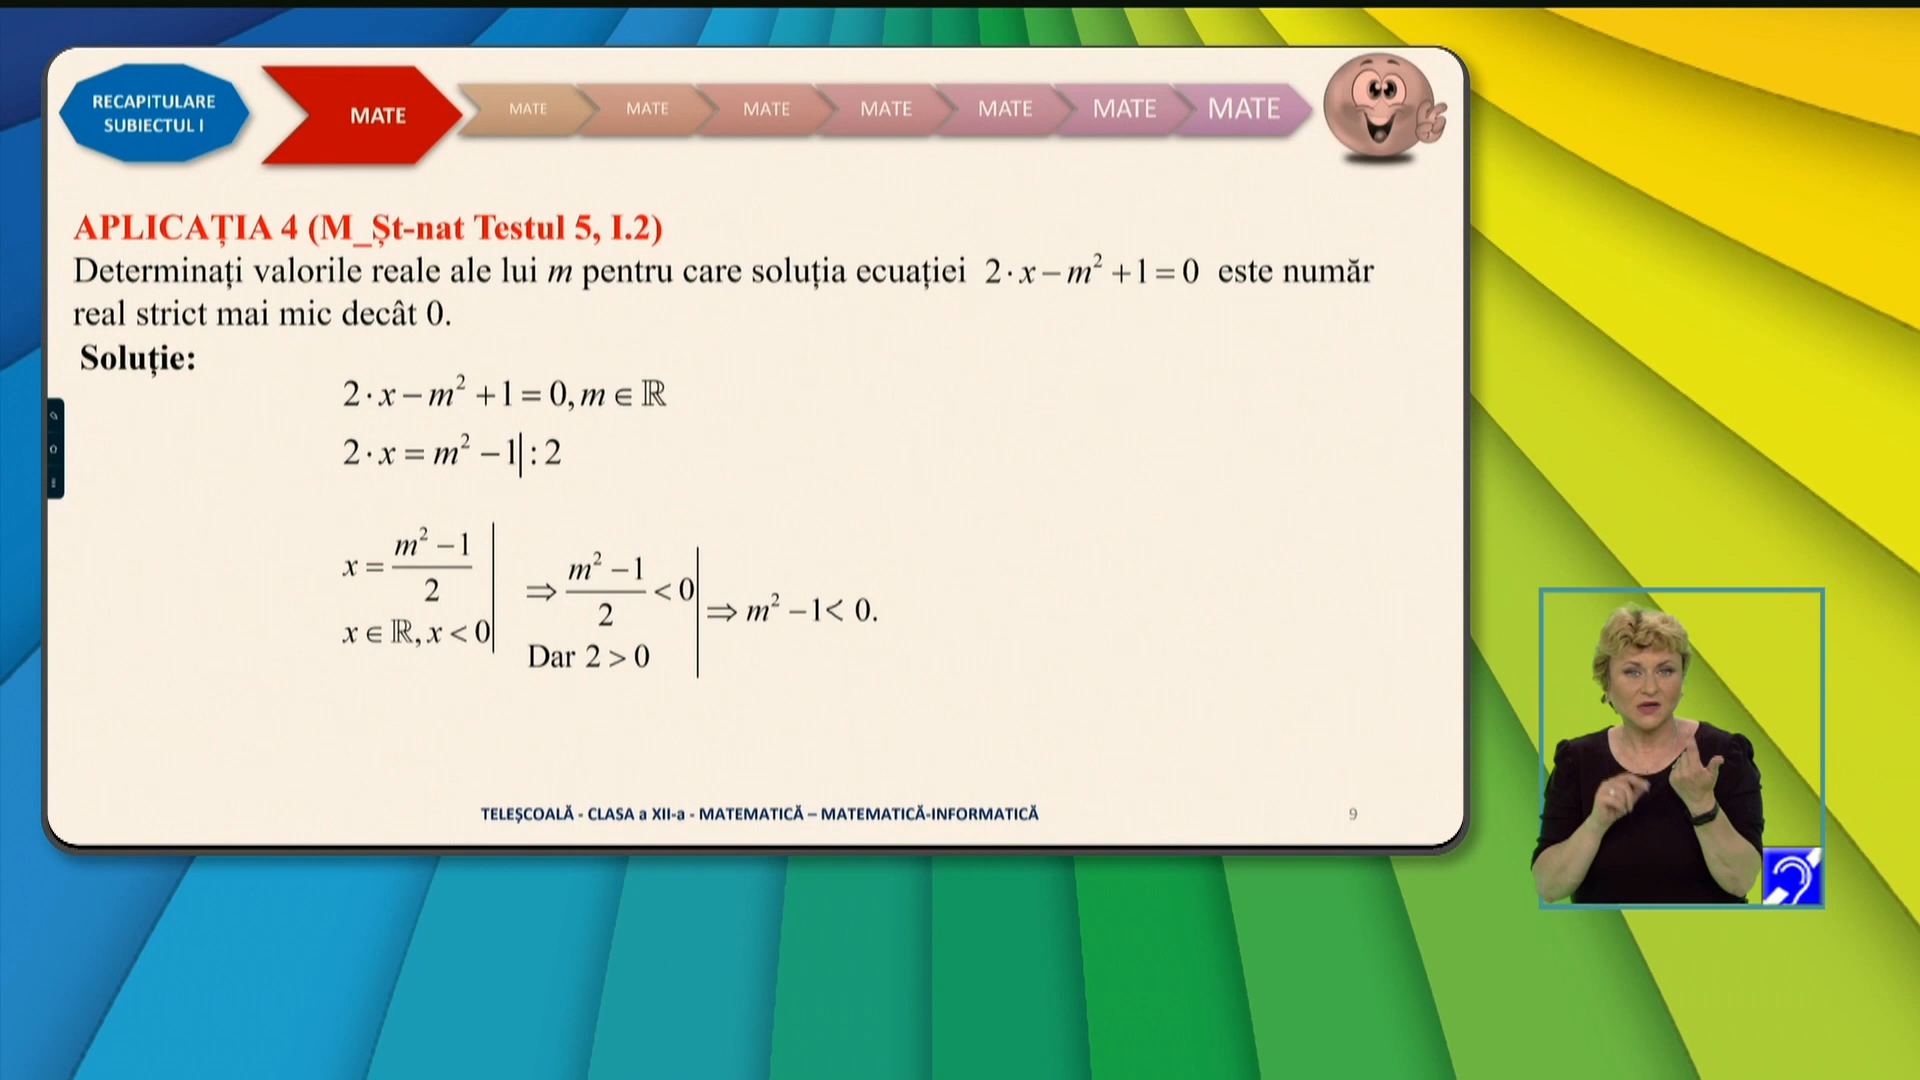 RECAPITULARE
SUBIECTUL I
MATE
MATE
MATE
MATE
MATE
MATE
MATE
MATE
APLICAȚIA 4 (M_Șt-nat Testul 5, I.2)
Determinați valorile reale ale lui m pentru care soluția ecuației 2·x−m²+1=0 este număr
real strict mai mic decât 0.
Soluție:
2·x−m²+1=0, m∈ℝ
2·x=m²−1|:2
x=(m²−1)/2
x∈ℝ, x<0
⇒(m²−1)/2<0
Dar 2>0
⇒m²−1<0.
TELEȘCOALĂ - CLASA a XII-a - MATEMATICĂ – MATEMATICĂ-INFORMATICĂ
9